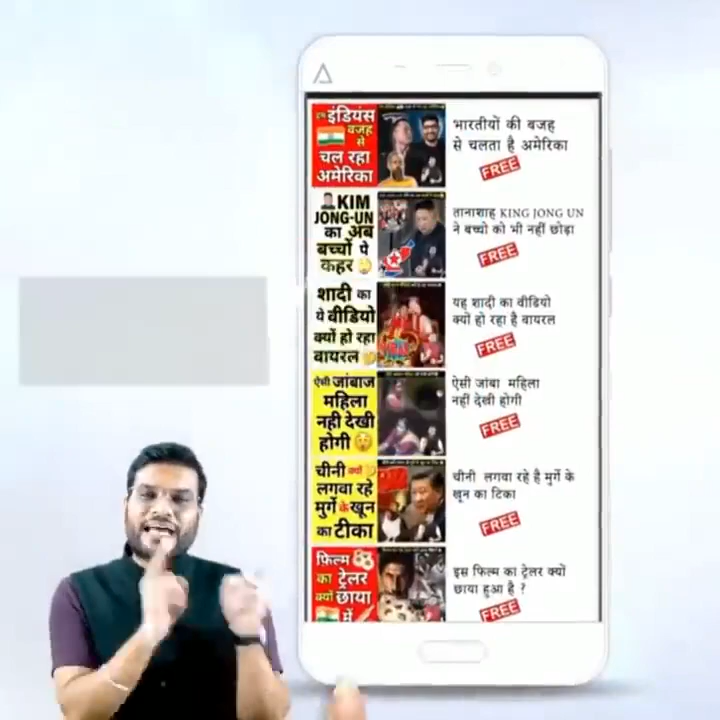 इंडियंस
वजह
से
चल रहा
अमेरिका
भारतीयों की वजह
से चलता है अमेरिका
FREE
KIM
JONG-UN
का अब
बच्चों पे
कहर
तानाशाह KING JONG UN
ने बच्चो को भी नहीं छोड़ा
FREE
शादी का
ये वीडियो
क्यों हो रहा
वायरल
यह शादी का वीडियो
क्यों हो रहा है वायरल
FREE
ऐसी जांबाज
महिला
नही देखी
होगी
ऐसी जांबा महिला
नहीं देखी होगी
FREE
चीनी क्यों
लगवा रहे
मुर्गे के खून
का टीका
चीनी लगवा रहे है मुर्गे के
खून का टिका
FREE
फ़िल्म
का ट्रेलर
क्यों छाया
में
इस फिल्म का ट्रेलर क्यों
छाया हुआ है ?
FREE